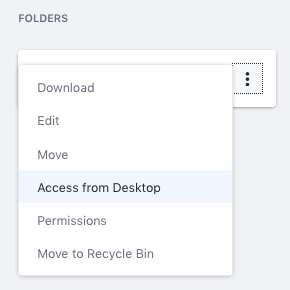 FOLDERS
Download
Edit
Move
Access from Desktop
Permissions
Move to Recycle Bin